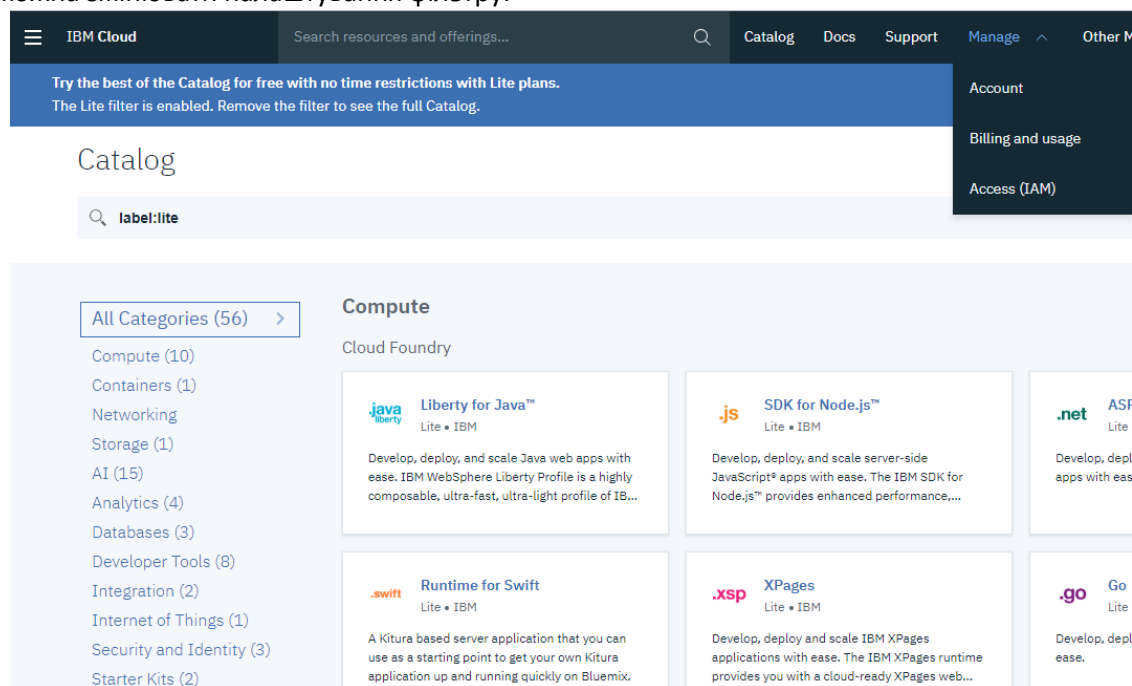 можна змінювати налаштування фільтру.
IBM Cloud
Search resources and offerings...
Catalog
Docs
Support
Manage
Other M
Try the best of the Catalog for free with no time restrictions with Lite plans.
The Lite filter is enabled. Remove the filter to see the full Catalog.
Account
Billing and usage
Access (IAM)
Catalog
label:lite
All Categories (56)
Compute (10)
Containers (1)
Networking
Storage (1)
AI (15)
Analytics (4)
Databases (3)
Developer Tools (8)
Integration (2)
Internet of Things (1)
Security and Identity (3)
Starter Kits (2)
Compute
Cloud Foundry
.java
liberty
Liberty for Java™
Lite • IBM
Develop, deploy, and scale Java web apps with
ease. IBM WebSphere Liberty Profile is a highly
composable, ultra-fast, ultra-light profile of IB...
.js
SDK for Node.js™
Lite • IBM
Develop, deploy, and scale server-side
JavaScript® apps with ease. The IBM SDK for
Node.js™ provides enhanced performance,...
.net
ASP
Lite
Develop, depl
apps with eas
.swift
Runtime for Swift
Lite • IBM
A Kitura based server application that you can
use as a starting point to get your own Kitura
application up and running quickly on Bluemix.
.xsp
XPages
Lite • IBM
Develop, deploy and scale IBM XPages
applications with ease. The IBM XPages runtime
provides you with a cloud-ready XPages web...
.go
Go
Lite
Develop, depl
ease.